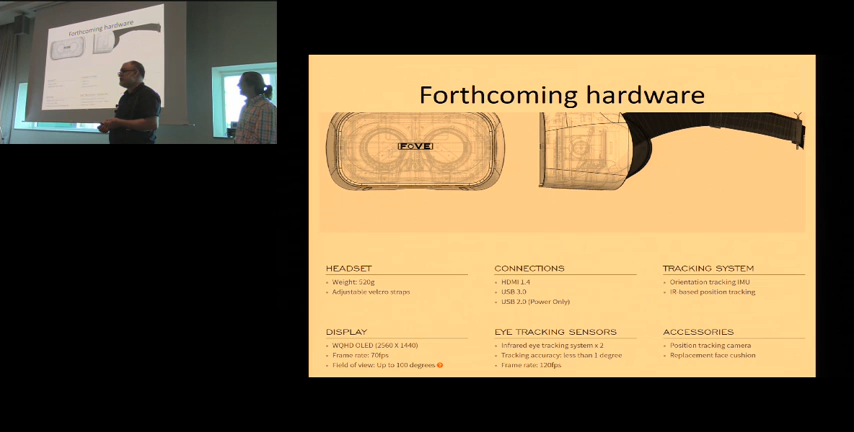 Forthcoming hardware
Forthcoming hardware
FOVE
HEADSET
- Weight: 520g
- Adjustable velcro straps
CONNECTIONS
- HDMI 1.4
- USB 3.0
- USB 2.0 (Power Only)
TRACKING SYSTEM
- Orientation tracking IMU
- IR-based position tracking
DISPLAY
- WQHD OLED (2560 X 1440)
- Frame rate: 70fps
- Field of view: Up to 100 degrees
EYE TRACKING SENSORS
- Infrared eye tracking system x 2
- Tracking accuracy: less than 1 degree
- Frame rate: 120fps
ACCESSORIES
- Position tracking camera
- Replacement face cushion